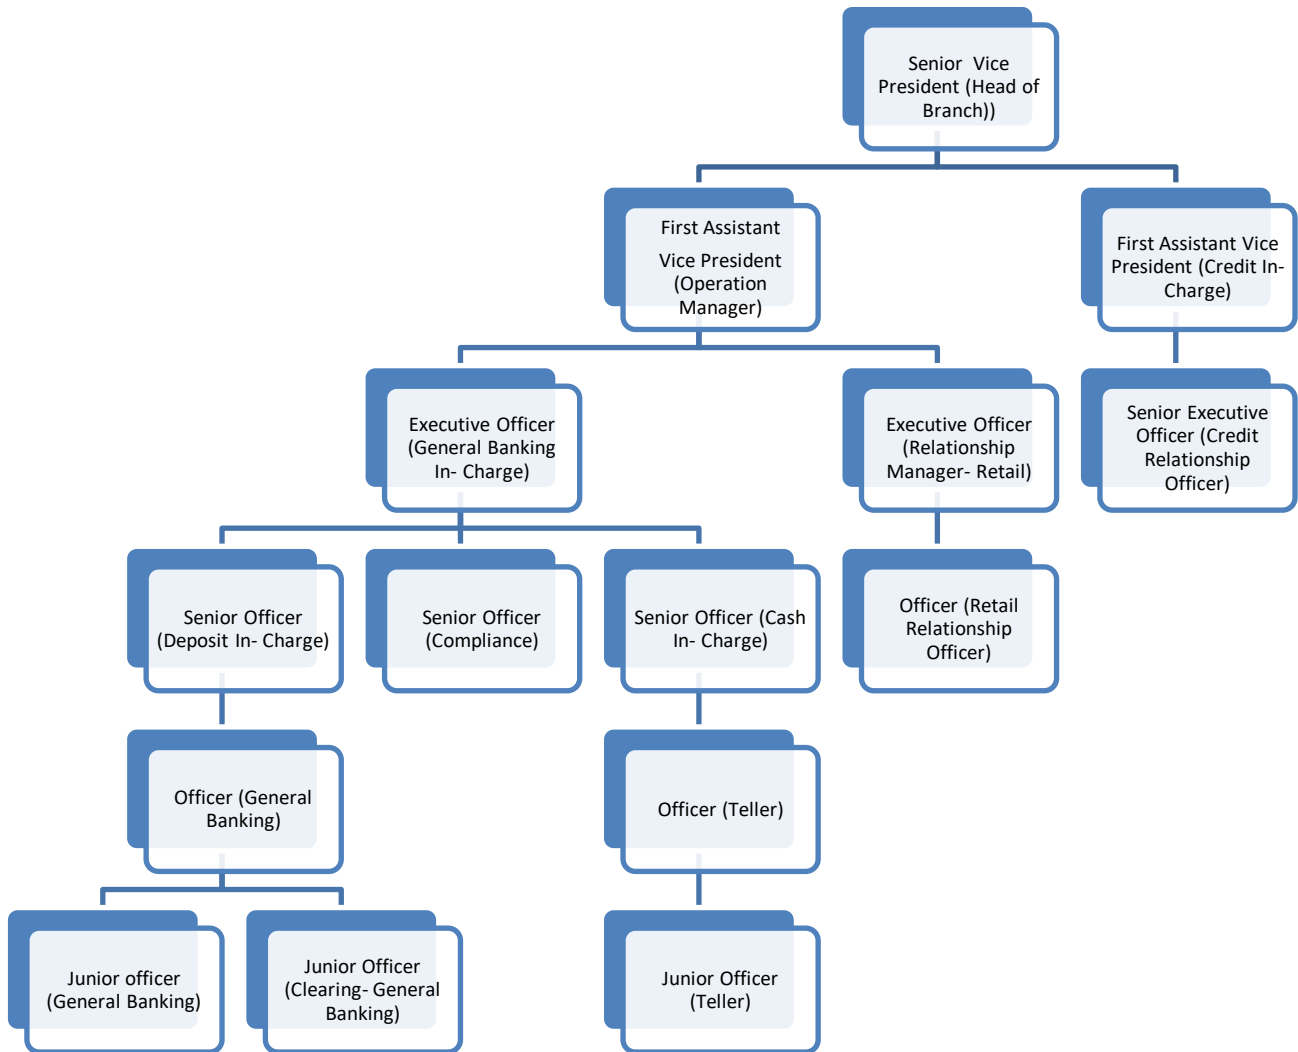 Senior  Vice
President (Head of
Branch))
First Assistant
Vice President
(Operation
Manager)
First Assistant Vice
President (Credit In-
Charge)
Executive Officer
(General Banking
In- Charge)
Executive Officer
(Relationship
Manager- Retail)
Senior Executive
Officer (Credit
Relationship
Officer)
Senior Officer
(Deposit In- Charge)
Senior Officer
(Compliance)
Senior Officer (Cash
In- Charge)
Officer (Retail
Relationship
Officer)
Officer (General
Banking)
Officer (Teller)
Junior officer
(General Banking)
Junior Officer
(Clearing- General
Banking)
Junior Officer
(Teller)